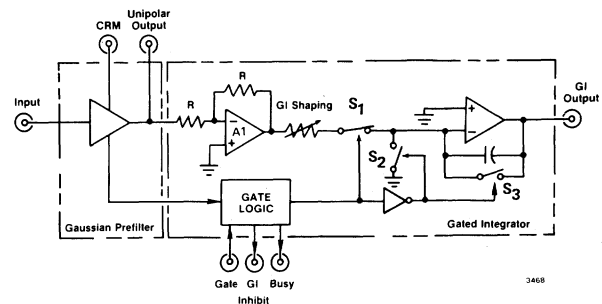 Unipolar
CRM Output
Input
R
R
A1
GI Shaping
S1
S2
S3
GI
Output
GATE
LOGIC
Gaussian Prefilter
Gated Integrator
Gate GI Busy
Inhibit
3468